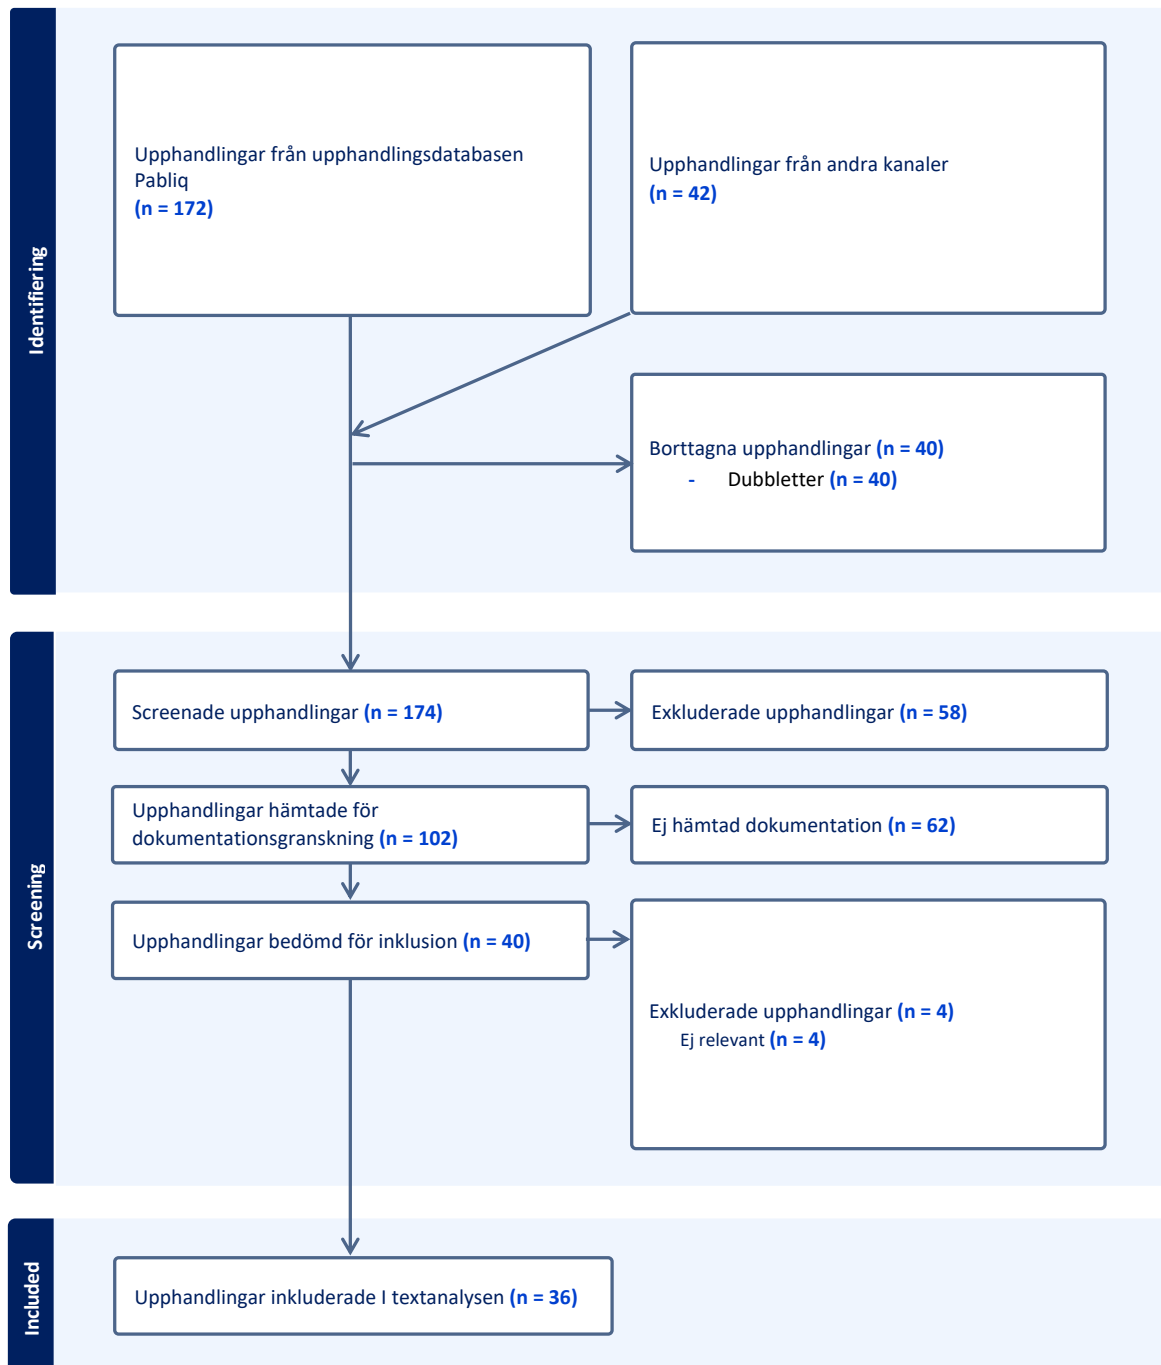 Identifiering
Upphandlingar från upphandlingsdatabasen
Pabliq
(n = 172)
Upphandlingar från andra kanaler
(n = 42)
Borttagna upphandlingar (n = 40)
- Dubbletter (n = 40)
Screening
Screenade upphandlingar (n = 174)
Exkluderade upphandlingar (n = 58)
Upphandlingar hämtade för
dokumentationsgranskning (n = 102)
Ej hämtad dokumentation (n = 62)
Upphandlingar bedömd för inklusion (n = 40)
Exkluderade upphandlingar (n = 4)
Ej relevant (n = 4)
Included
Upphandlingar inkluderade I textanalysen (n = 36)